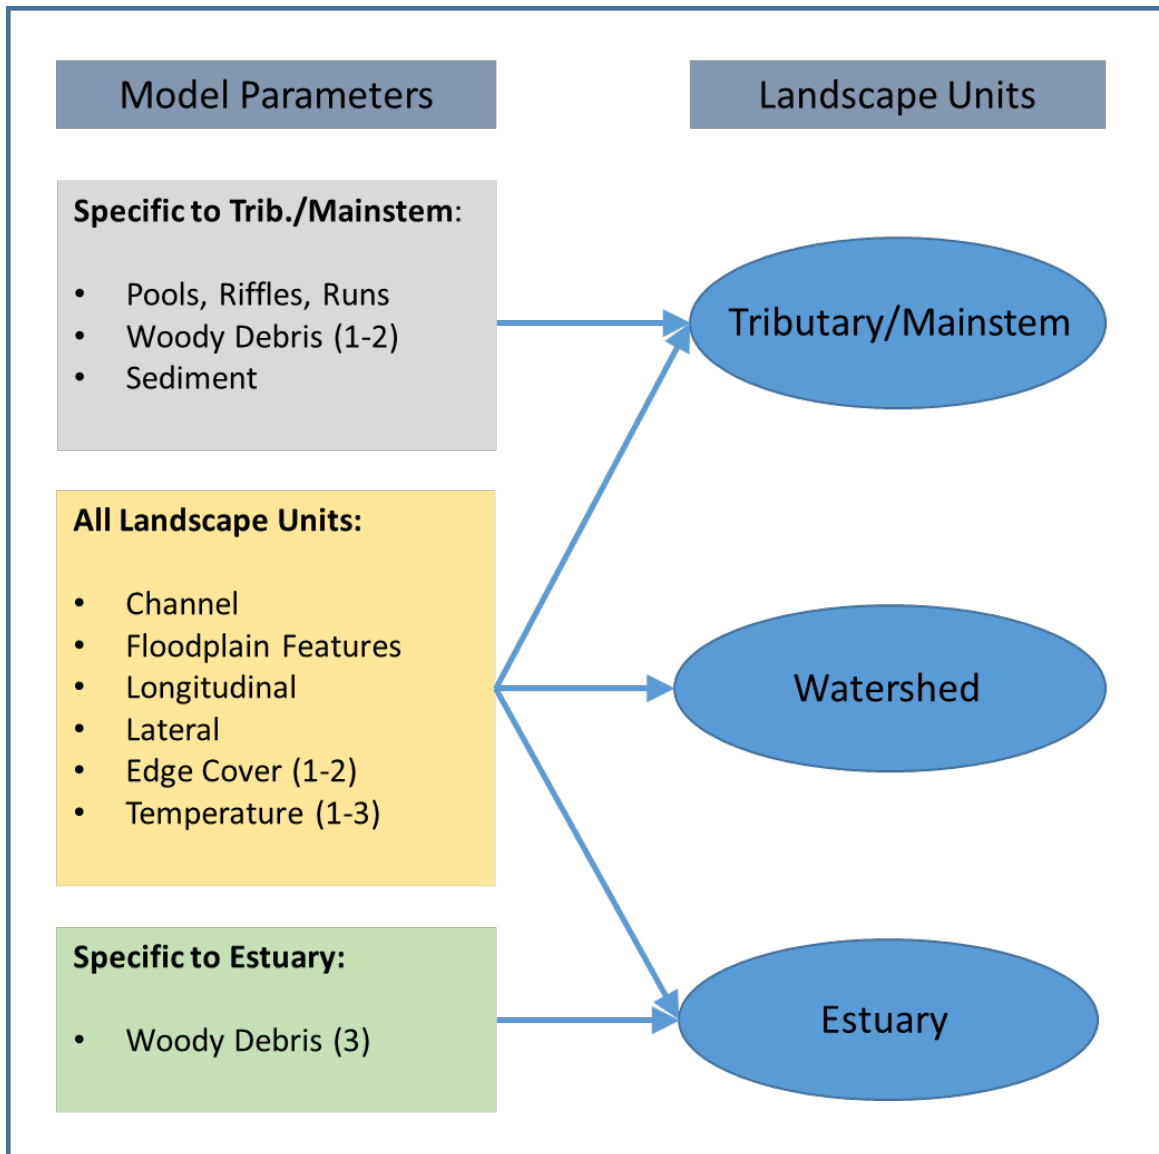 Model Parameters
Landscape Units
Specific to Trib./Mainstem:
• Pools, Riffles, Runs
• Woody Debris (1-2)
• Sediment
Tributary/Mainstem
All Landscape Units:
• Channel
• Floodplain Features
• Longitudinal
• Lateral
• Edge Cover (1-2)
• Temperature (1-3)
Watershed
Specific to Estuary:
• Woody Debris (3)
Estuary